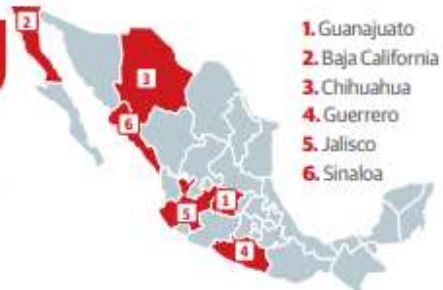 1. Guanajuato
2. Baja California
3. Chihuahua
4. Guerrero
5. Jalisco
6. Sinaloa
2
3
6
1
5
4